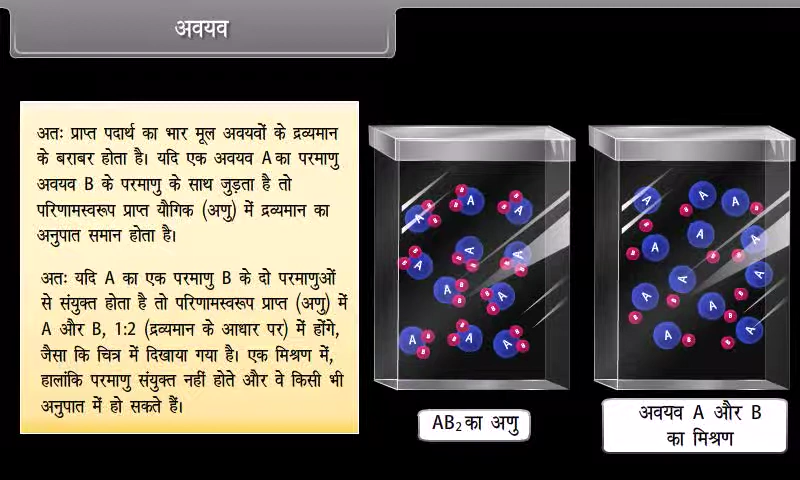 अवयव
अतः प्राप्त पदार्थ का भार मूल अवयवों के द्रव्यमान
के बराबर होता है। यदि एक अवयव A का परमाणु
अवयव B के परमाणु के साथ जुड़ता है तो
परिणामस्वरूप प्राप्त यौगिक (अणु) में द्रव्यमान का
अनुपात समान होता है।
अतः यदि A का एक परमाणु B के दो परमाणुओं
से संयुक्त होता है तो परिणामस्वरूप प्राप्त (अणु) में
A और B, 1:2 (द्रव्यमान के आधार पर) में होंगे,
जैसा कि चित्र में दिखाया गया है। एक मिश्रण में,
हालांकि परमाणु संयुक्त नहीं होते और वे किसी भी
अनुपात में हो सकते हैं।
AB₂ का अणु
अवयव A और B
का मिश्रण